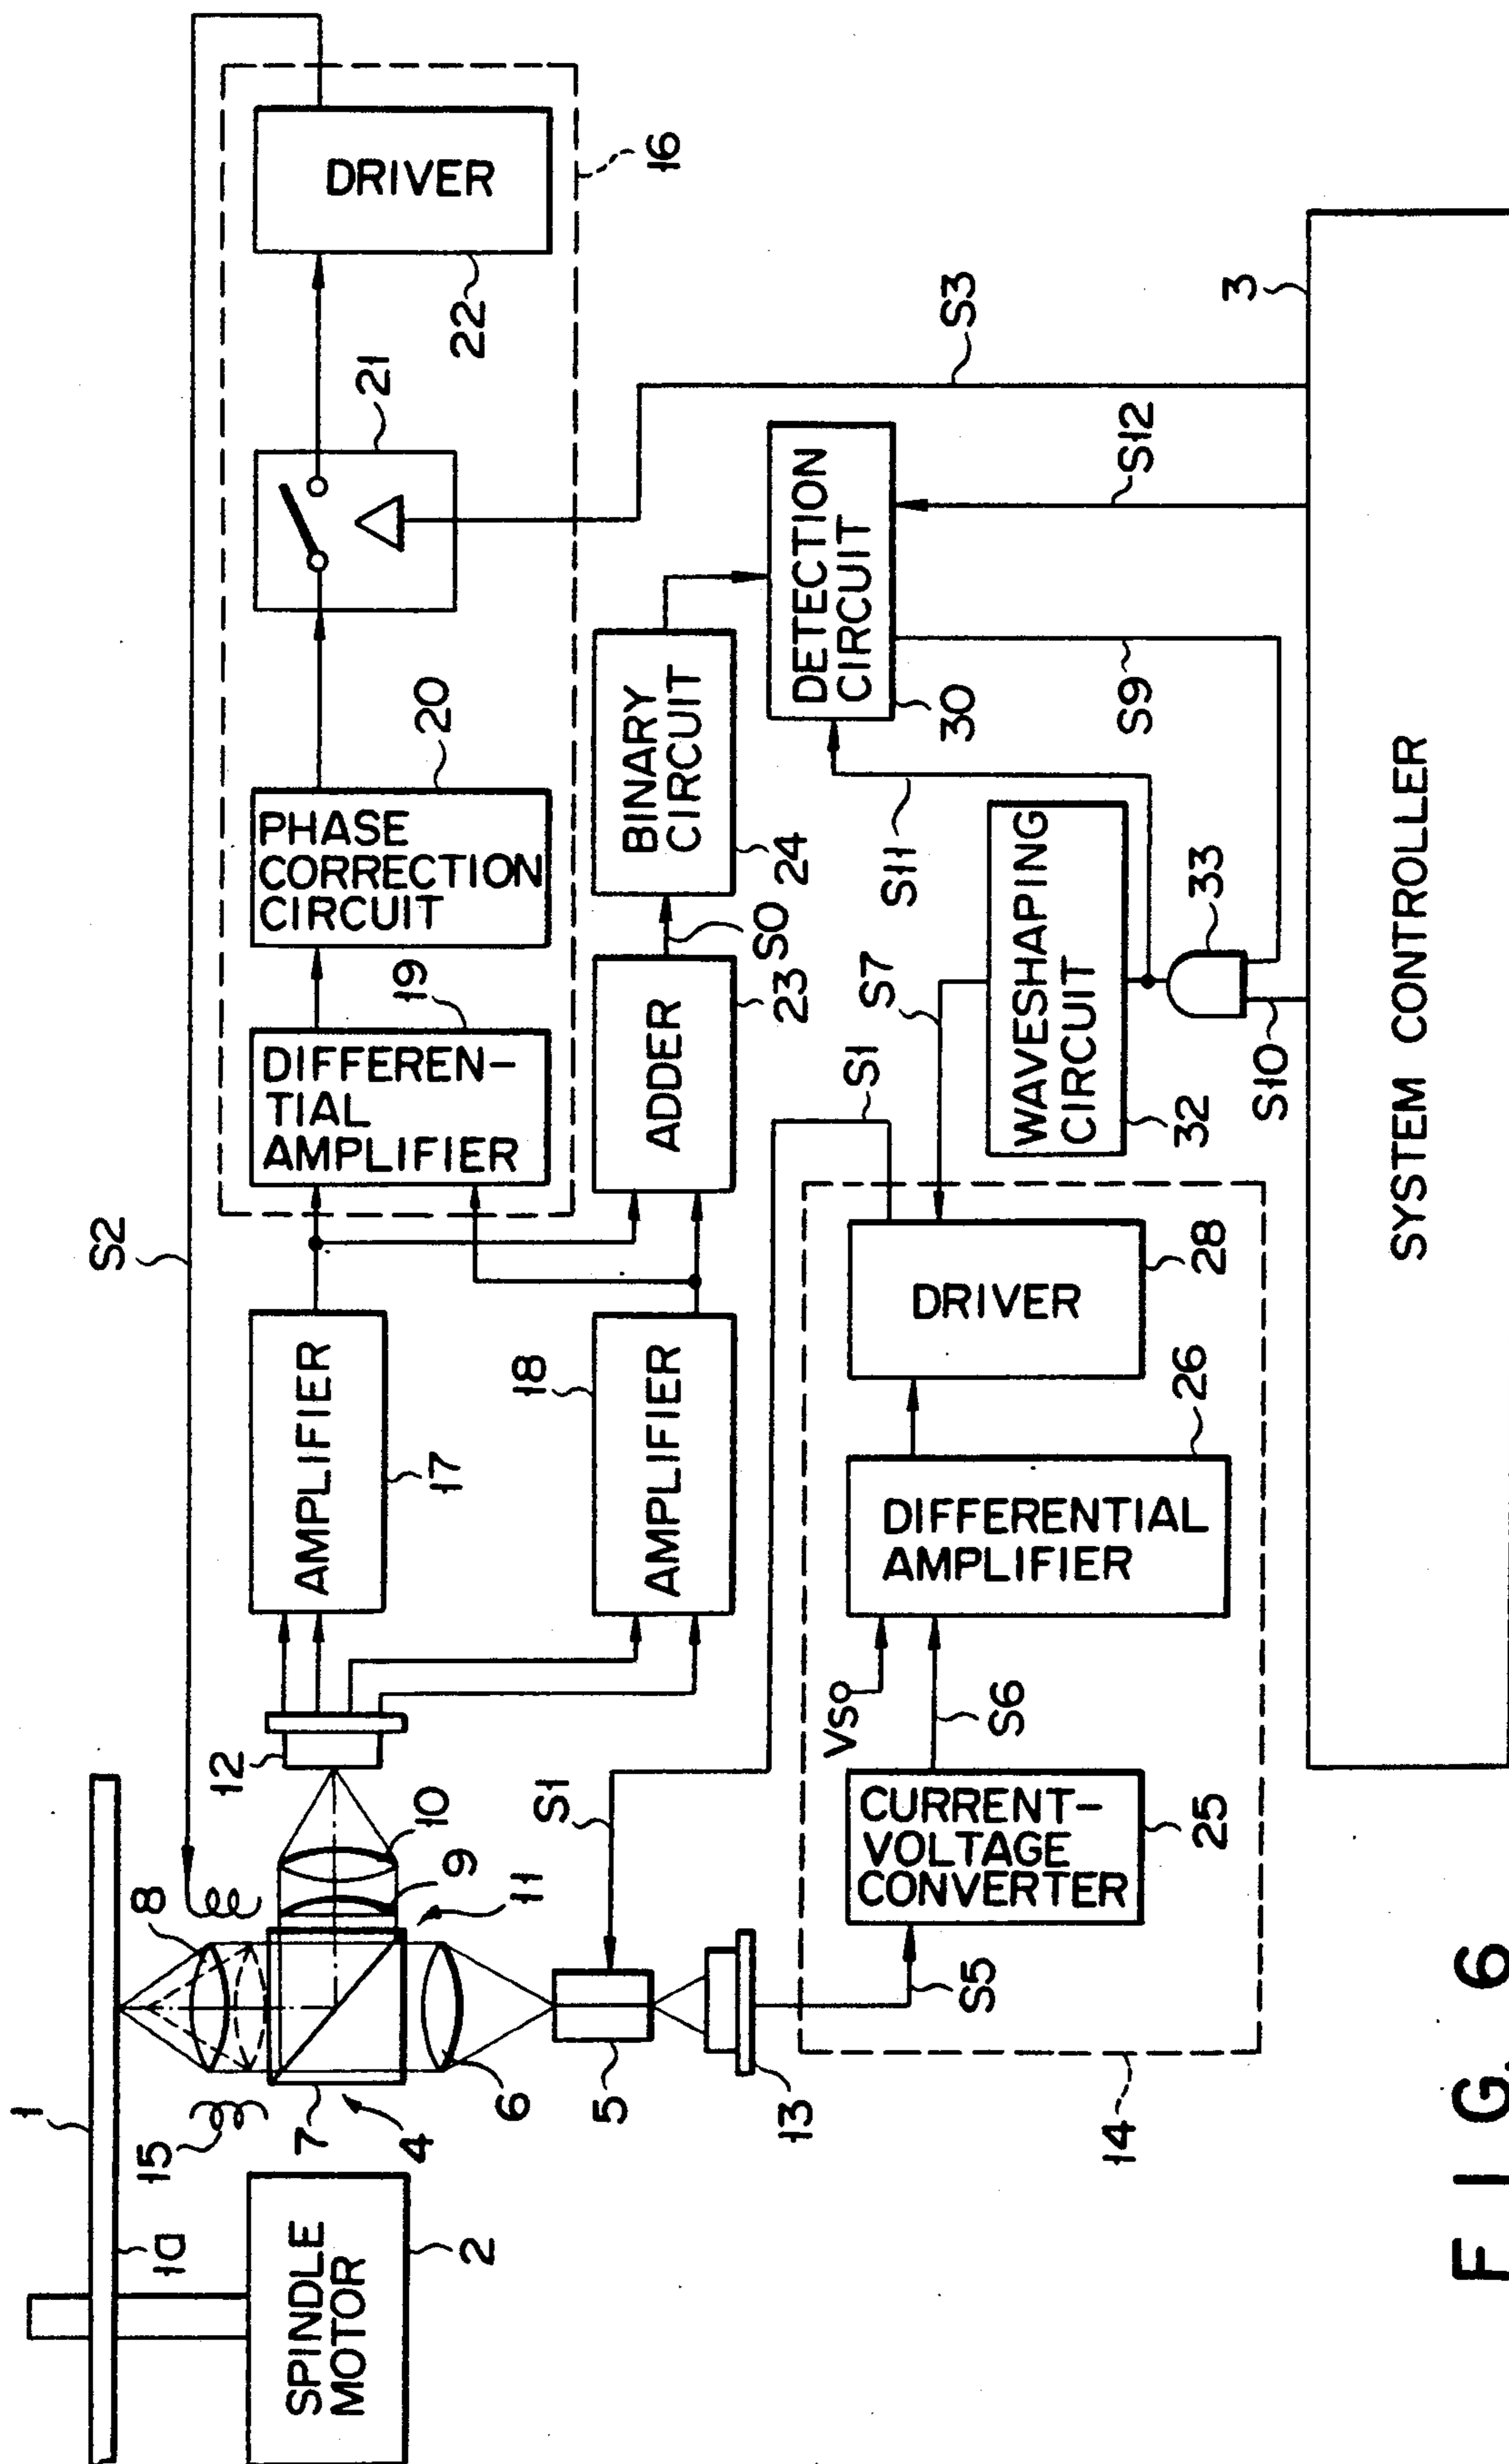 S2
16
DRIVER
22
21
20
PHASE
CORRECTION
CIRCUIT
19
DIFFEREN-
TIAL
AMPLIFIER
AMPLIFIER
17
12
10
9
11
8
1
1a
15
7
4
SPINDLE
MOTOR
2
18
AMPLIFIER
ADDER
23
S0
BINARY
CIRCUIT
24
DETECTION
CIRCUIT
30
S3
S12
S9
S11
3
S1
6
5
13
S1
S7
WAVESHAPING
CIRCUIT
32
33
S10
DRIVER
28
26
DIFFERENTIAL
AMPLIFIER
Vs
S6
CURRENT-
VOLTAGE
CONVERTER
25
S5
14
SYSTEM CONTROLLER
FIG. 6